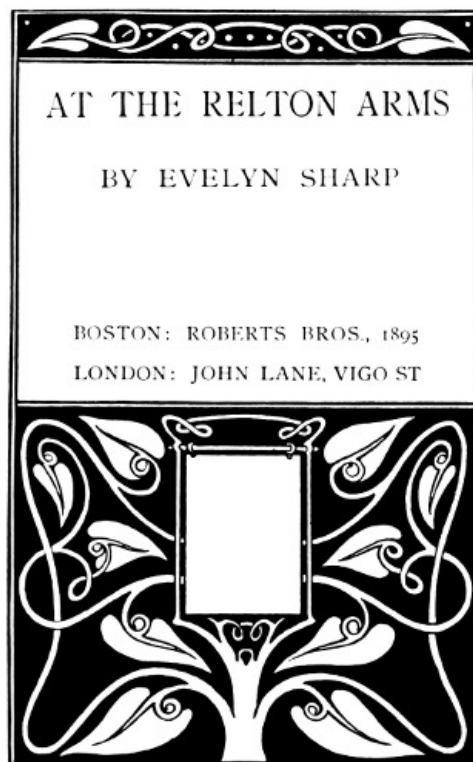 AT THE RELTON ARMS
BY EVELYN SHARP
BOSTON: ROBERTS BROS., 1895
LONDON: JOHN LANE, VIGO ST